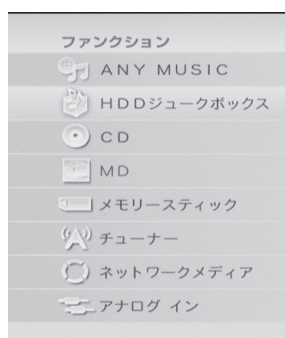 ファンクション
ANY MUSIC
HDDジュークボックス
CD
MD
メモリースティック
チューナー
ネットワークメディア
アナログ イン